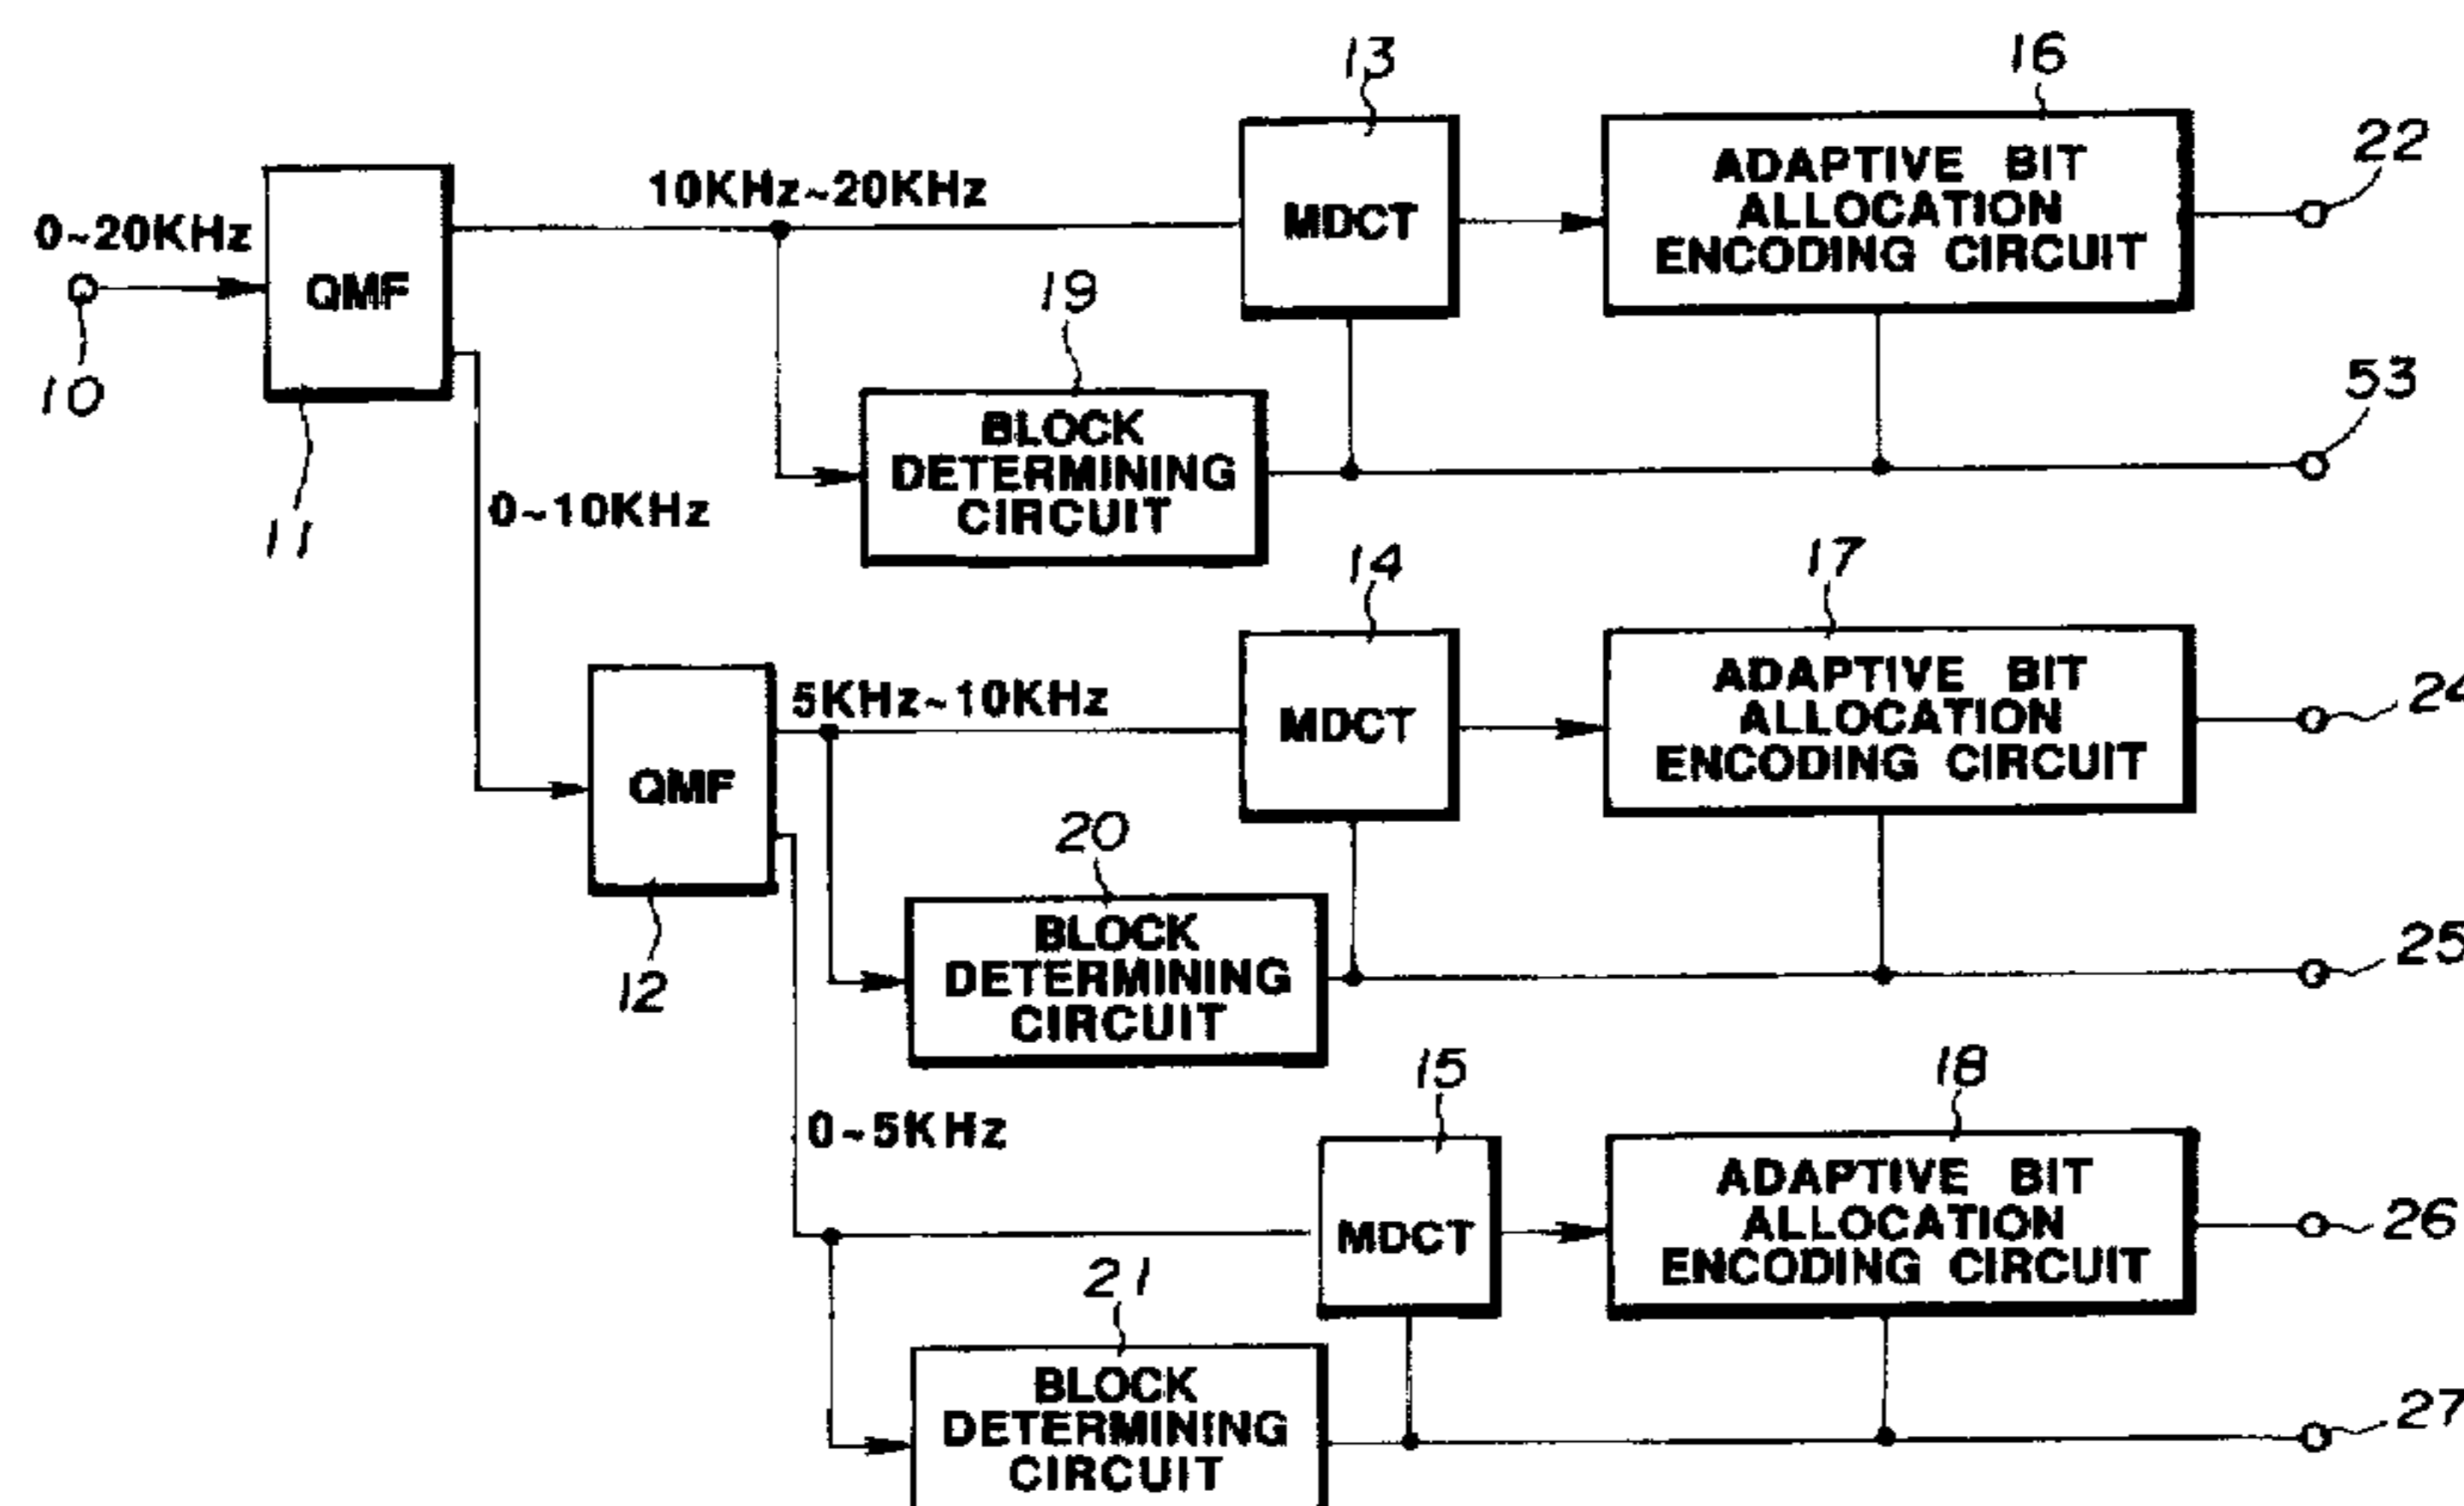 13
16
22
10KHz~20KHz
0~20KHz
QMF
MDCT
ADAPTIVE BIT
ALLOCATION
ENCODING CIRCUIT
10
19
53
BLOCK
DETERMINING
CIRCUIT
11
0~10KHz
14
17
24
5KHz~10KHz
QMF
MDCT
ADAPTIVE BIT
ALLOCATION
ENCODING CIRCUIT
20
12
BLOCK
DETERMINING
CIRCUIT
25
15
18
0~5KHz
MDCT
ADAPTIVE BIT
ALLOCATION
ENCODING CIRCUIT
26
21
BLOCK
DETERMINING
CIRCUIT
27